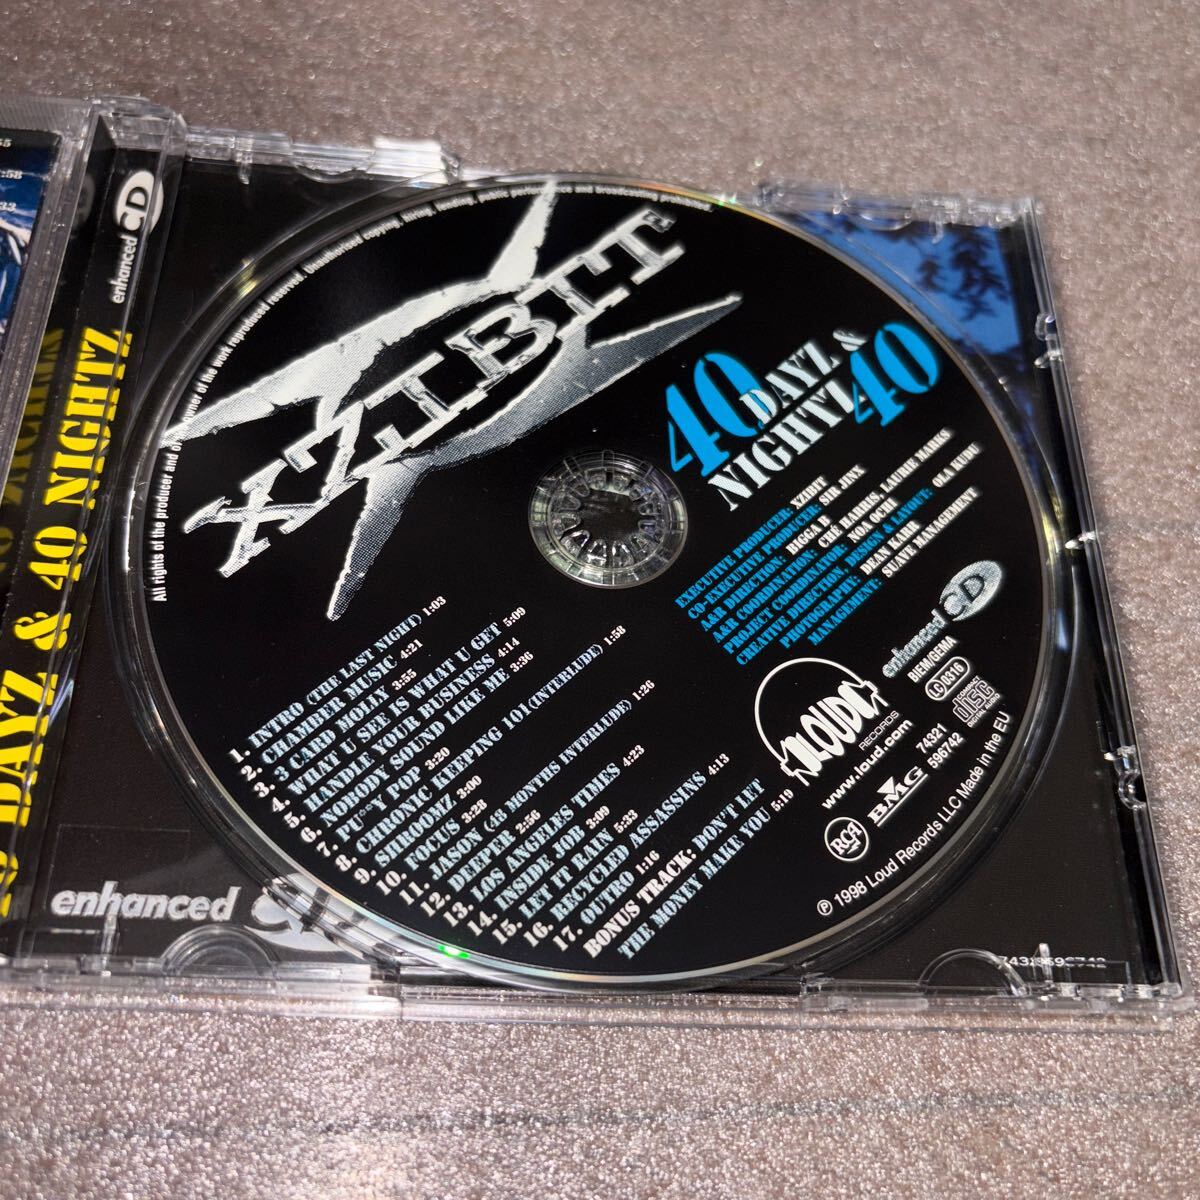 All rights of the producer and of the owner of the work reproduced reserved. Unauthorised copying, hiring, lending, public performance and broadcasting prohibited.
XZIBIT
40 DAYZ &
NIGHTZ 40
EXECUTIVE PRODUCER: XZIBIT
CO-EXECUTIVE PRODUCER: SIR JINX
A&R DIRECTION: BIGGA B.
A&R COORDINATION: CHÉ HARRIS, LAURIE MARKS
PROJECT COORDINATOR: NOA OCHI
CREATIVE DIRECTION, DESIGN & LAYOUT: OLA KUDU
PHOTOGRAPHY: DEAN KARR
MANAGEMENT: SUAVE MANAGEMENT
1. INTRO (THE LAST NIGHT) 1:03
2. CHAMBER MUSIC 4:21
3. 3 CARD MOLLY 3:55
4. WHAT U SEE IS WHAT U GET 5:09
5. HANDLE YOUR BUSINESS 4:14
6. NOBODY SOUND LIKE ME 3:36
7. PU**Y POP 3:20
8. CHRONIC KEEPING 101 (INTERLUDE) 1:58
9. SHROOMZ 3:00
10. FOCUS 3:28
11. JASON (48 MONTHS INTERLUDE) 1:26
12. DEEPER 2:56
13. LOS ANGELES TIMES 4:23
14. INSIDE JOB 3:09
15. LET IT RAIN 5:33
16. RECYCLED ASSASSINS 4:13
17. OUTRO 1:16
BONUS TRACK: DON'T LET
THE MONEY MAKE YOU 5:19
LOUD
RECORDS
www.loud.com
enhanced CD
BIEM/GEMA
LC 0316
COMPACT
disc
DIGITAL AUDIO
74321
596742
RCA
BMG
℗ 1998 Loud Records LLC Made in the EU
enhanced CD
DAYZ & 40 NIGHTZ
enhanced
:58